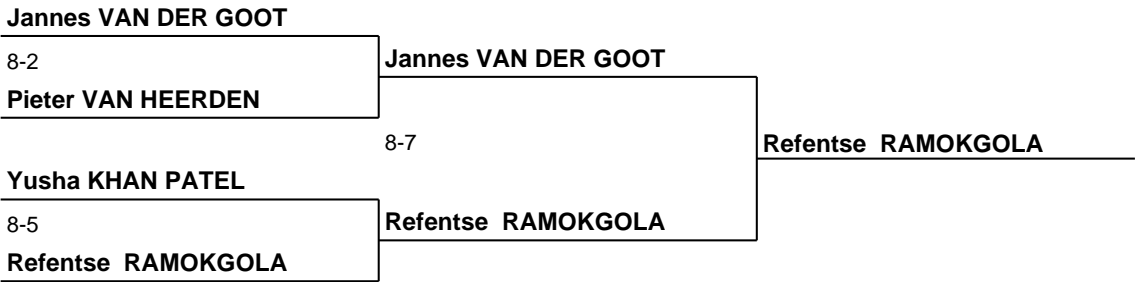 Jannes VAN DER GOOT
8-2
Jannes VAN DER GOOT
Pieter VAN HEERDEN
8-7
Refentse  RAMOKGOLA
Yusha KHAN PATEL
8-5
Refentse  RAMOKGOLA
Refentse  RAMOKGOLA